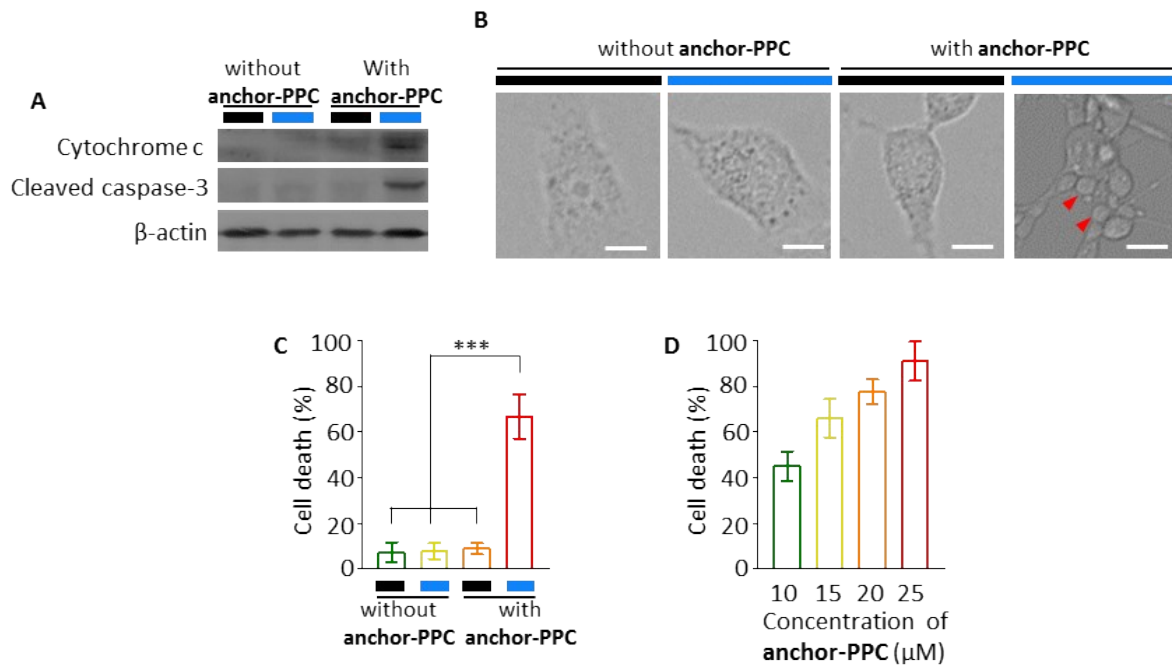 A
without
anchor-PPC
With
anchor-PPC
Cytochrome c
Cleaved caspase-3
β-actin
B
without anchor-PPC
with anchor-PPC
C
Cell death (%)
100
80
60
40
20
0
***
without
anchor-PPC
with
anchor-PPC
D
Cell death (%)
100
80
60
40
20
0
10 15 20 25
Concentration of
anchor-PPC (μM)